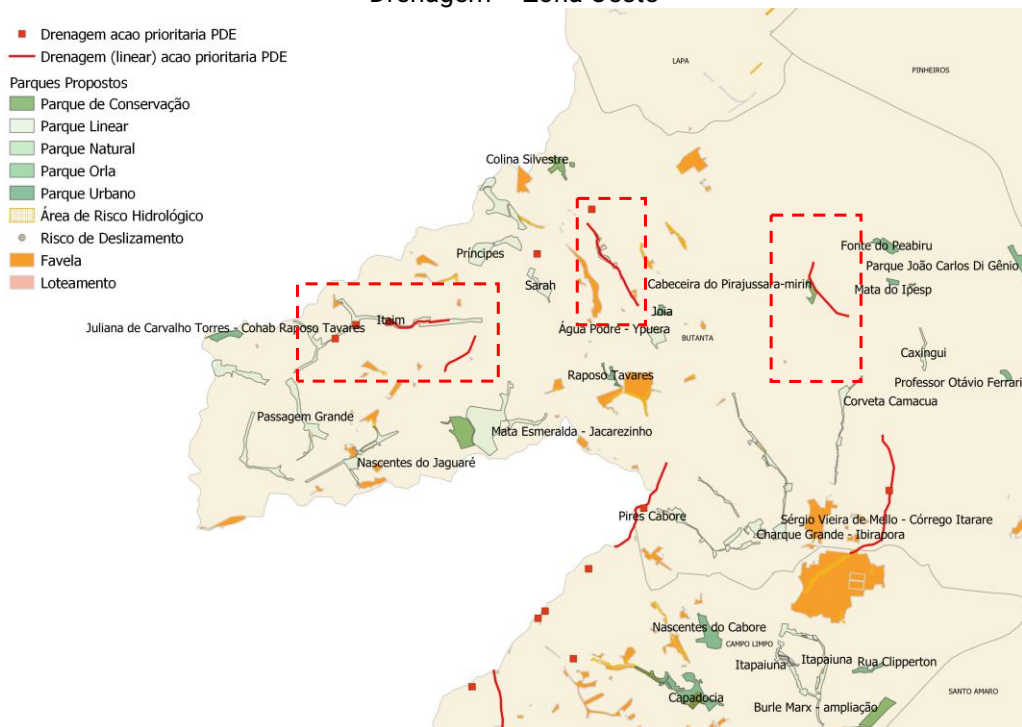 Drenagem - Zona Oeste
Drenagem acao prioritaria PDE
Drenagem (linear) acao prioritaria PDE
Parques Propostos
Parque de Conservação
Parque Linear
Parque Natural
Parque Orla
Parque Urbano
Área de Risco Hidrológico
Risco de Deslizamento
Favela
Loteamento
LAPA
PINHEIROS
Colina Silvestre
Príncipes
Sarah
Cabeceira do Pirajussara-mirin
Fonte do Peabiru
Parque João Carlos Di Gênio
Mata do Ipesp
Jóia
Itaim
Juliana de Carvalho Torres - Cohab Raposo Tavares
Água Podre - Ypuera
BUTANTA
Caxingui
Raposo Tavares
Professor Otávio Ferrari
Corveta Camacua
Passagem Grande
Mata Esmeralda - Jacarezinho
Nascentes do Jaguaré
Pires Cabore
Sérgio Vieira de Mello - Córrego Itarare
Charque Grande - Ibirapora
Nascentes do Cabore
CAMPO LIMPO
Itapaiuna
Itapaiuna
Rua Clipperton
Capadocia
SANTO AMARO
Burle Marx - ampliação